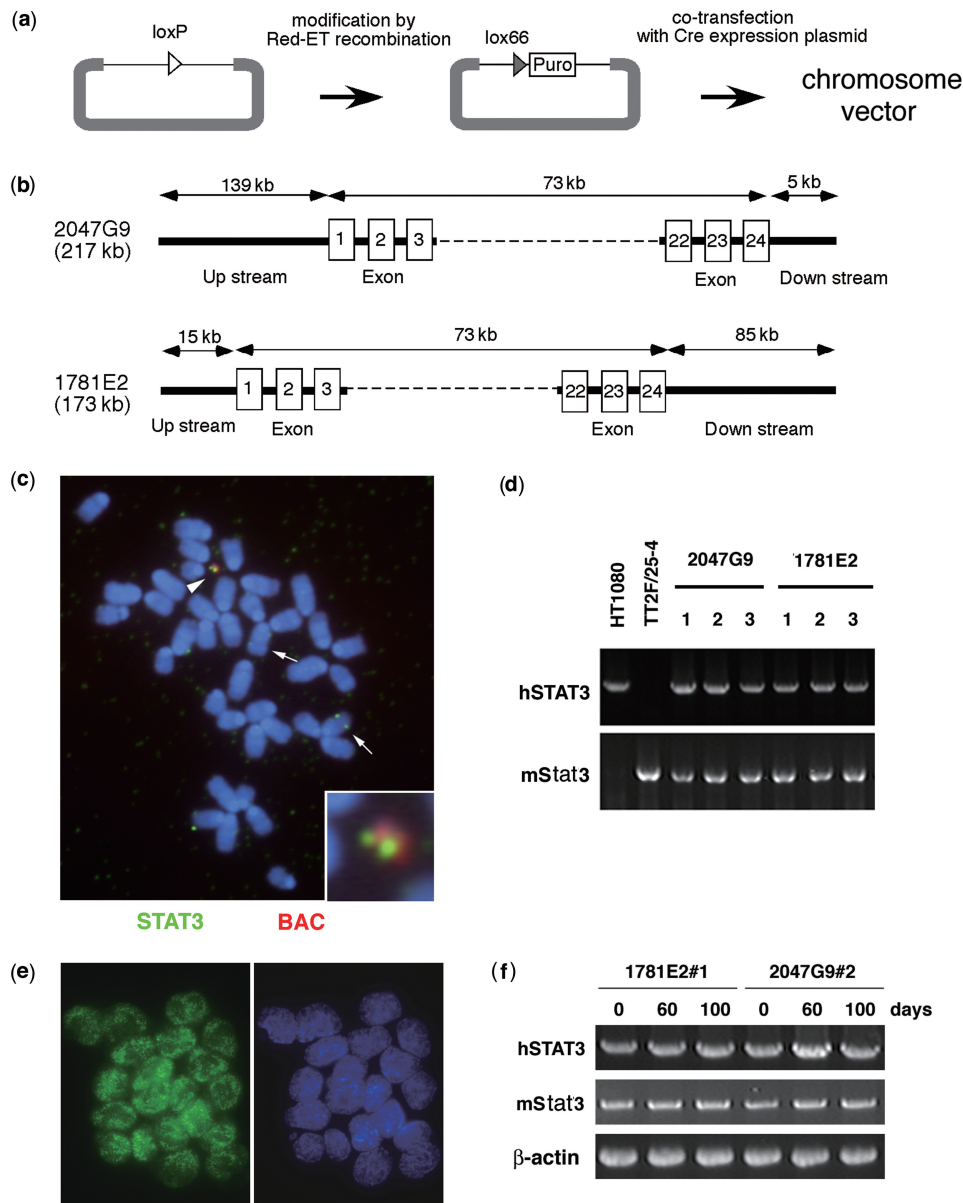 (a)
loxP
modification by
Red-ET recombination
lox66
Puro
co-transfection
with Cre expression plasmid
chromosome
vector
(b)
139 kb 73 kb 5 kb
2047G9
(217 kb)
1 2 3 22 23 24
Up stream Exon Exon Down stream
15 kb 73 kb 85 kb
1781E2
(173 kb)
1 2 3 22 23 24
Up stream Exon Exon Down stream
(c)
STAT3 BAC
(d)
HT1080
TT2F/25-4
2047G9 1781E2
1 2 3 1 2 3
hSTAT3
mStat3
(e)
(f)
1781E2#1 2047G9#2
0 60 100 0 60 100 days
hSTAT3
mStat3
β-actin